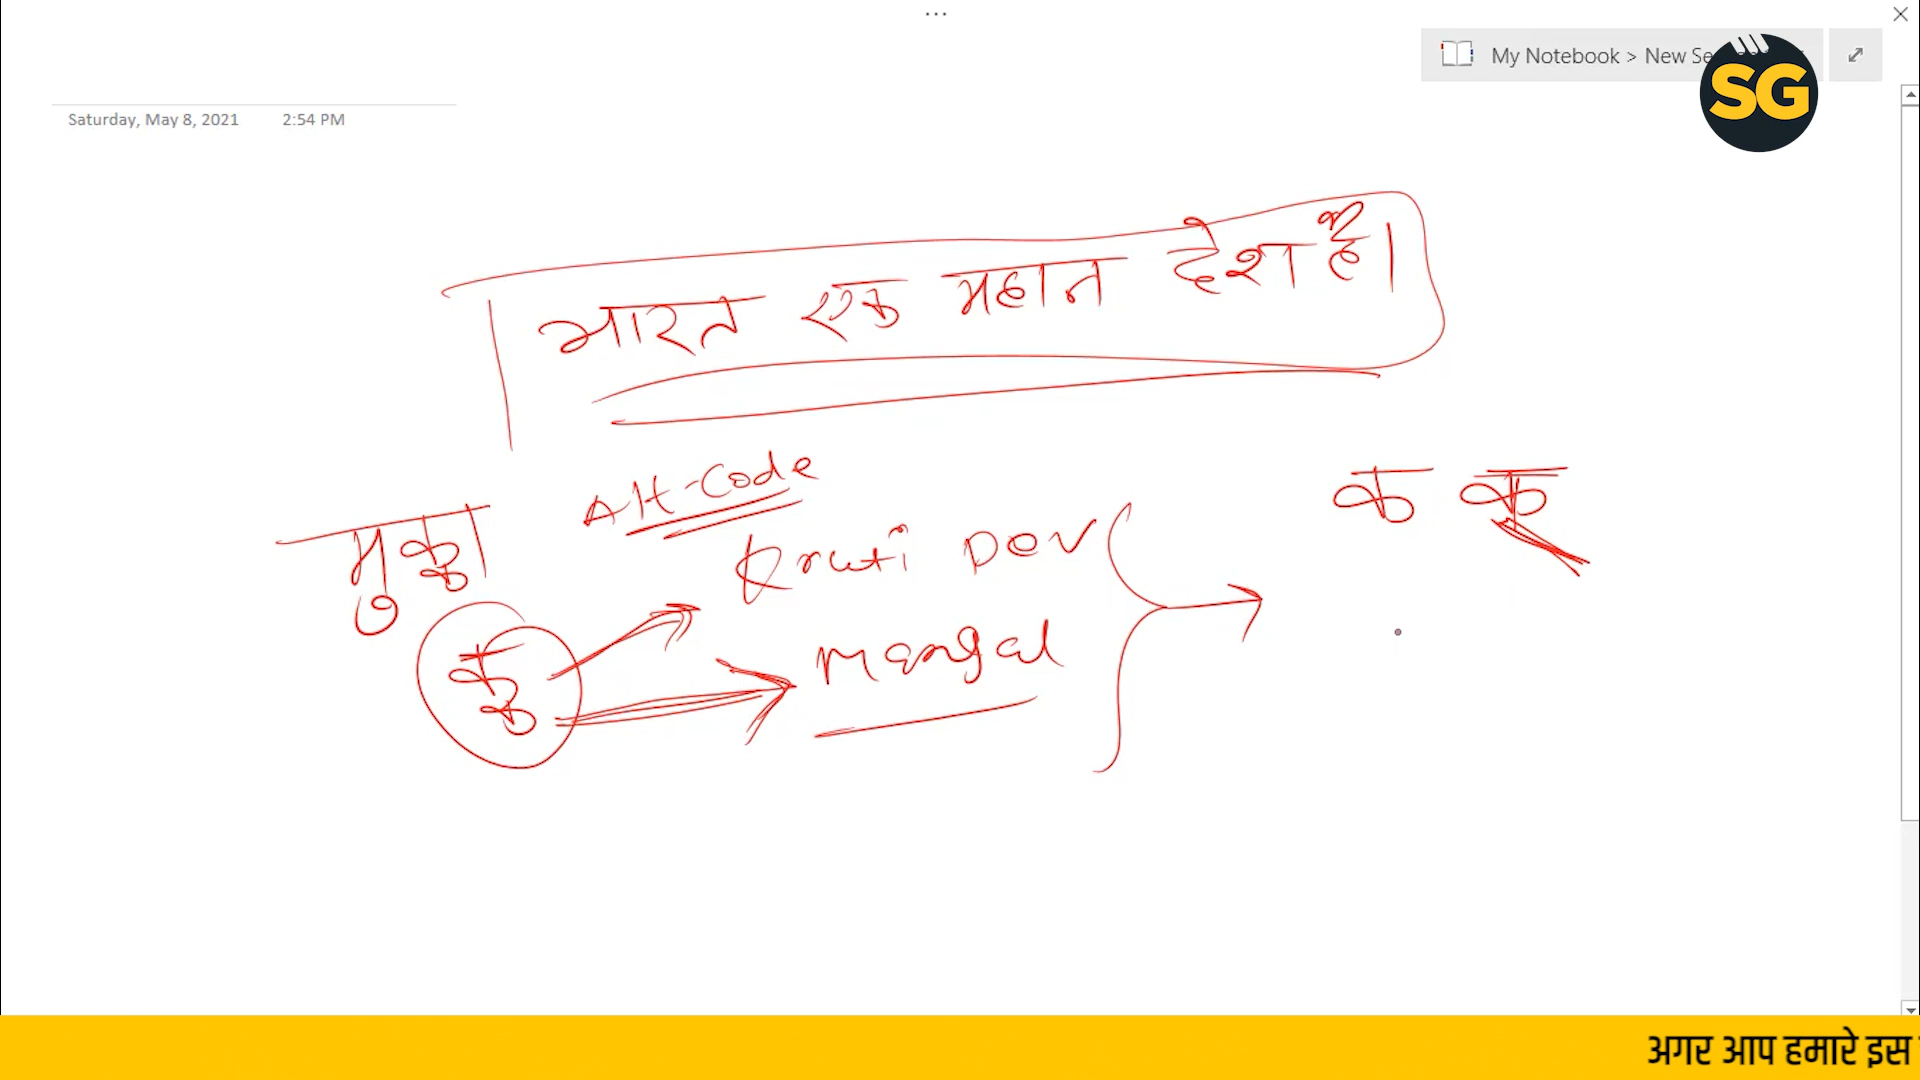 ...
My Notebook > New Se
SG
Saturday, May 8, 2021 2:54 PM
भारत एक महान देश है।
Alt-Code
क क्
Kruti Dev
Mangal
अगर आप हमारे इस